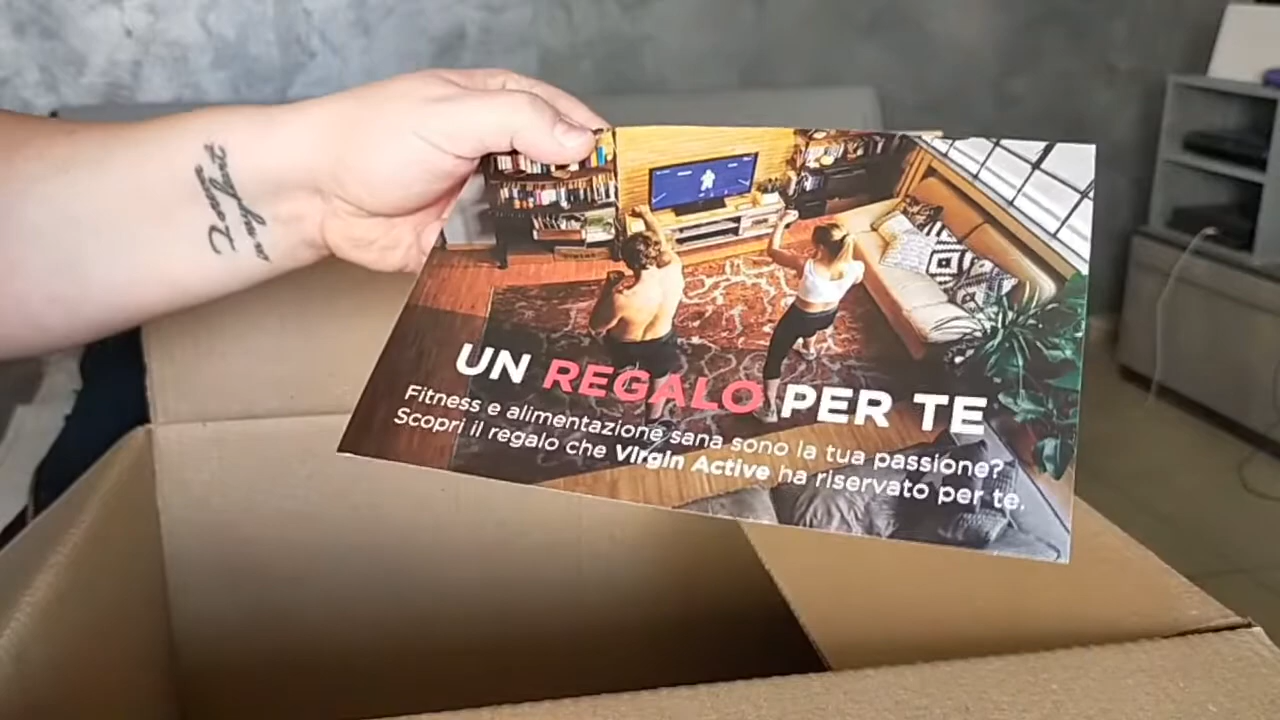 UN REGALO PER TE
Fitness e alimentazione sana sono la tua passione?
Scopri il regalo che Virgin Active ha riservato per te.